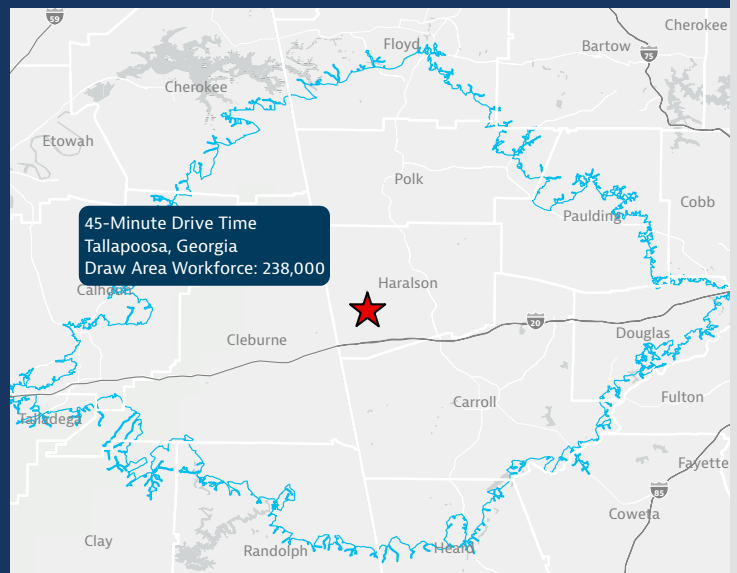 59
Cherokee
Floyd
Bartow
75
Cherokee
Etowah
Polk
Cobb
Paulding
45-Minute Drive Time
Tallapoosa, Georgia
Draw Area Workforce: 238,000
Calhoun
Haralson
20
Cleburne
Douglas
Fulton
Carroll
Talladega
Fayette
85
Coweta
Clay
Randolph
Heard